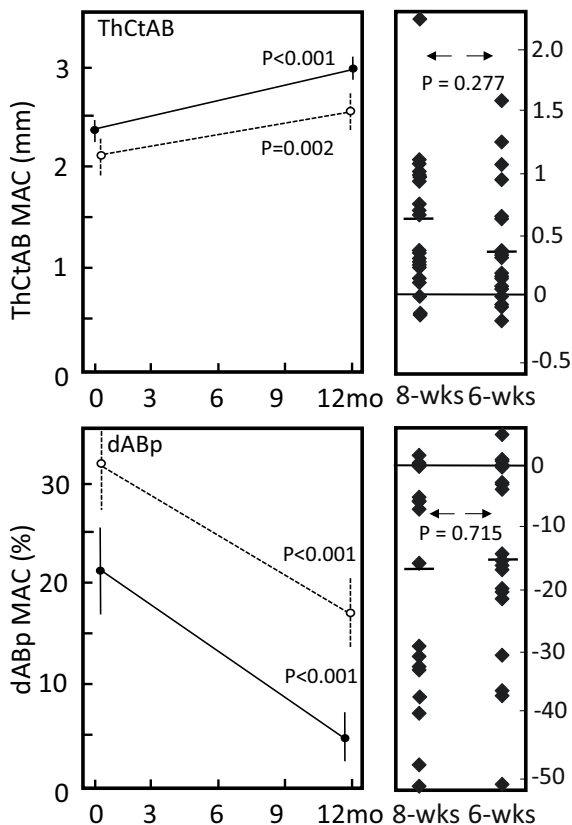 ThCtAB
ThCtAB MAC (mm)
3
2
1
0
P<0.001
P=0.002
0 3 6 9 12mo
P = 0.277
2.0
1.5
1
0.5
0
-0.5
8-wks 6-wks
dABp
dABp MAC (%)
30
20
10
0
P<0.001
P<0.001
0 3 6 9 12mo
P = 0.715
0
-10
-20
-30
-40
-50
8-wks 6-wks